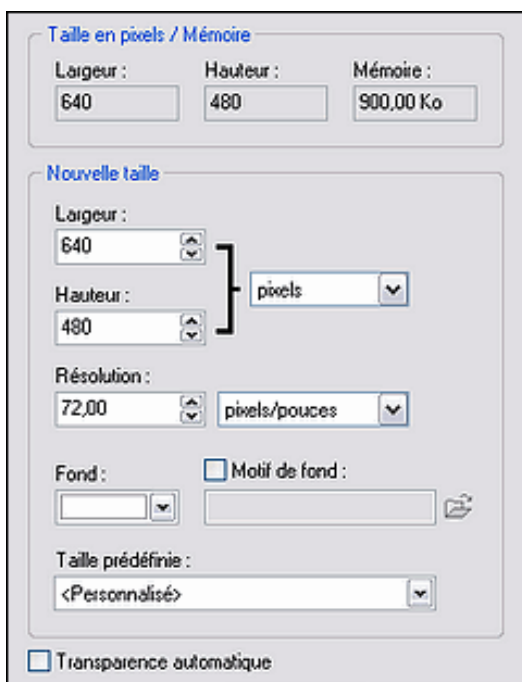 Taille en pixels / Mémoire
Largeur : Hauteur : Mémoire :
640 480 900,00 Ko
Nouvelle taille
Largeur :
640
pixels
Hauteur :
480
Résolution :
72,00 pixels/pouces
Fond : Motif de fond :
Taille prédéfinie :
<Personnalisé>
Transparence automatique